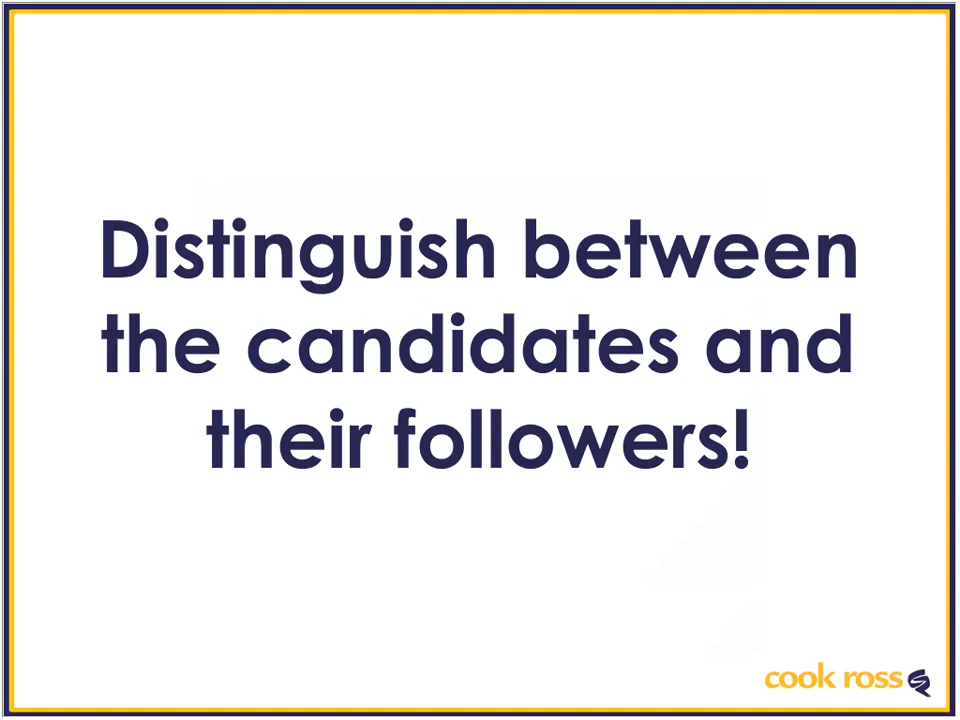 Distinguish between
the candidates and
their followers!
cook ross